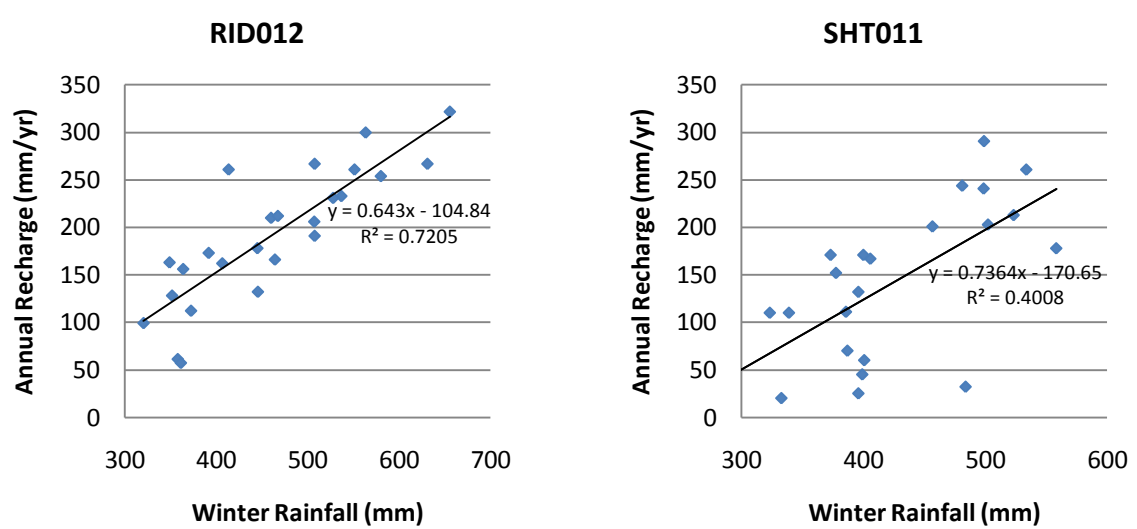 RID012
Annual Recharge (mm/yr)
350
300
250
200
150
100
50
0
y = 0.643x - 104.84
R² = 0.7205
300 400 500 600 700
Winter Rainfall (mm)
SHT011
Annual Recharge (mm/yr)
350
300
250
200
150
100
50
0
y = 0.7364x - 170.65
R² = 0.4008
300 400 500 600
Winter Rainfall (mm)